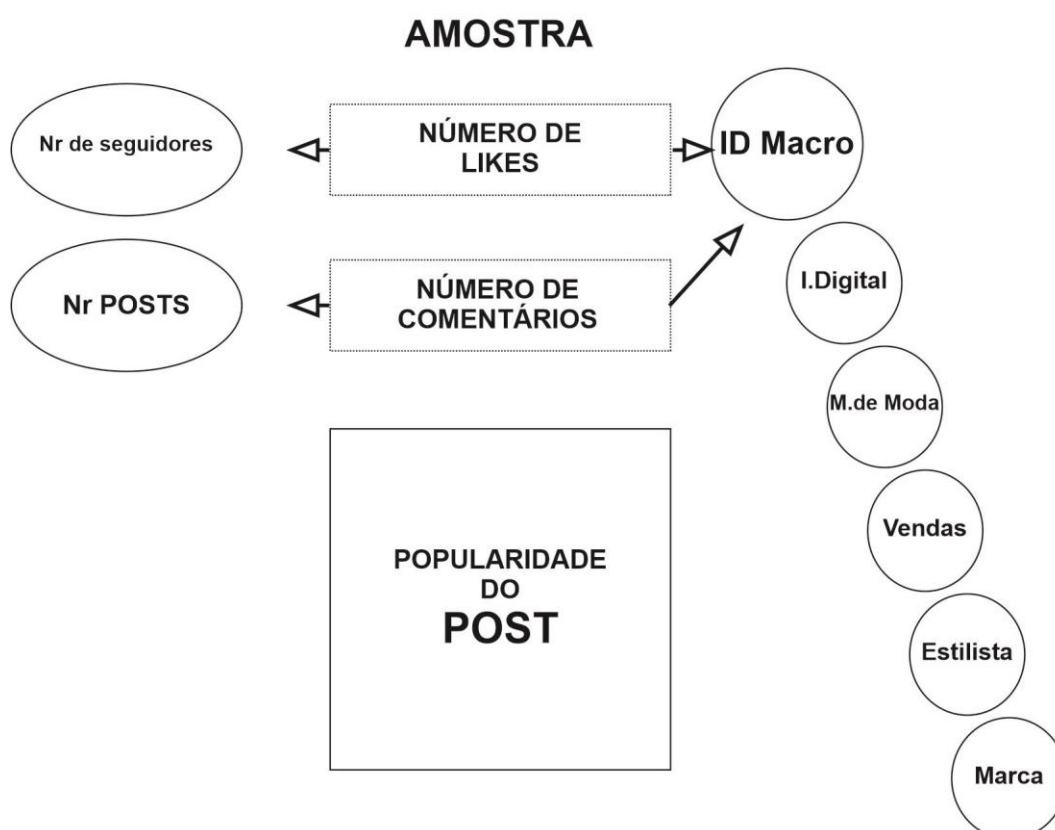 AMOSTRA
Nr de seguidores
NÚMERO DE
LIKES
ID Macro
Nr POSTS
NÚMERO DE
COMENTÁRIOS
I.Digital
M.de Moda
Vendas
POPULARIDADE
DO
POST
Estilista
Marca